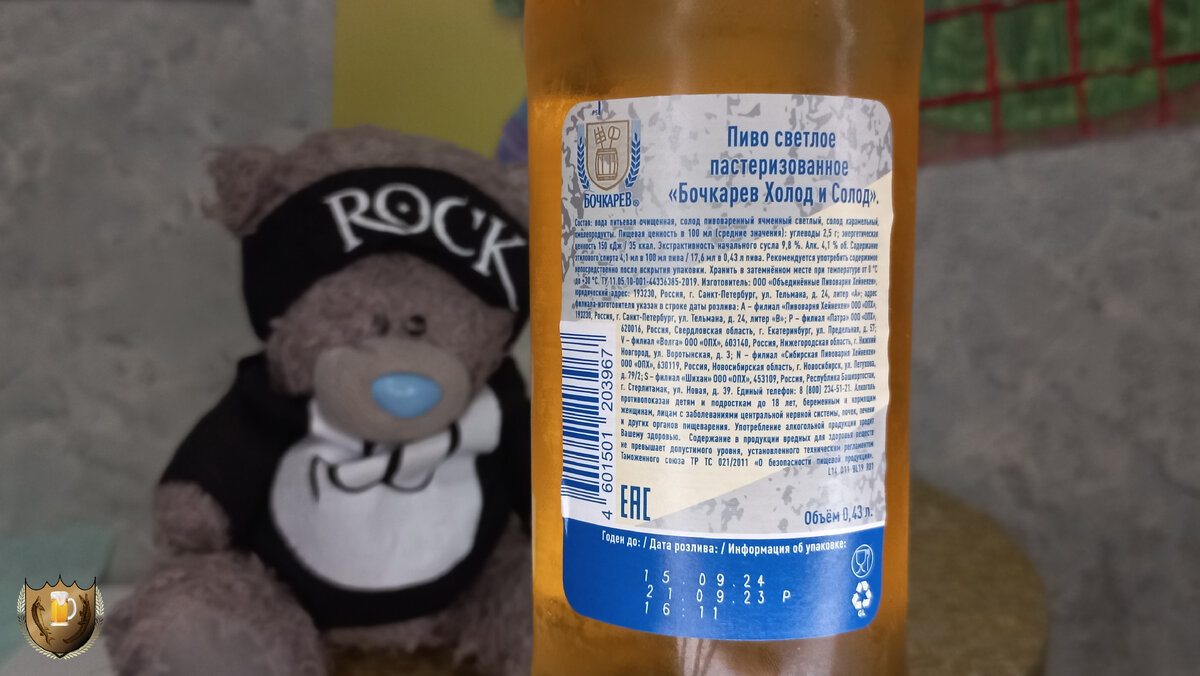 ROCK
БОЧКАРЕВ®
Пиво светлое
пастеризованное
«Бочкарев Холод и Солод».
Состав: вода питьевая очищенная, солод пивоваренный ячменный светлый, солод карамельный,
хмелепродукты. Пищевая ценность в 100 мл (средние значения): углеводы 2,5 г; энергетическая
ценность 150 кДж / 35 ккал. Экстрактивность начального сусла 9,8 %. Алк. 4,1 % об. Содержание
этилового спирта 4,1 мл в 100 мл пива / 17,6 мл в 0,43 л пива. Рекомендуется употребить содержимое
непосредственно после вскрытия упаковки. Хранить в затемнённом месте при температуре от 0 °С
до +30 °С. ТУ 11.05.10-001-44336385-2019. Изготовитель: ООО «Объединённые Пивоварни Хейнекен»,
юридический адрес: 193230, Россия, г. Санкт-Петербург, ул. Тельмана, д. 24, литер «А»; адрес
филиала-изготовителя указан в строке даты розлива: А – филиал «Пивоварня Хейнекен» ООО «ОПХ»,
193230, Россия, г. Санкт-Петербург, ул. Тельмана, д. 24, литер «В»; Р – филиал «Патра» ООО «ОПХ»,
620016, Россия, Свердловская область, г. Екатеринбург, ул. Предельная, д. 57;
V – филиал «Волга» ООО «ОПХ», 603140, Россия, Нижегородская область, г. Нижний
Новгород, ул. Воротынская, д. 3; N – филиал «Сибирская Пивоварня Хейнекен»
ООО «ОПХ», 630119, Россия, Новосибирская область, г. Новосибирск, ул. Петухова,
д. 79/2; S – филиал «Шихан» ООО «ОПХ», 453109, Россия, Республика Башкортостан,
г. Стерлитамак, ул. Новая, д. 39. Единый телефон: 8 (800) 234-51-21. Алкоголь
противопоказан детям и подросткам до 18 лет, беременным и кормящим
женщинам, лицам с заболеваниями центральной нервной системы, почек, печени
и других органов пищеварения. Употребление алкогольной продукции вредит
Вашему здоровью. Содержание в продукции вредных для здоровья веществ
не превышает допустимого уровня, установленного техническим регламентом
Таможенного союза ТР ТС 021/2011 «О безопасности пищевой продукции».
4 601501 203967
EAC
Объём 0,43 л.
Годен до: / Дата розлива: / Информация об упаковке:
15.09.24
21.09.23 Р
16:11
GL